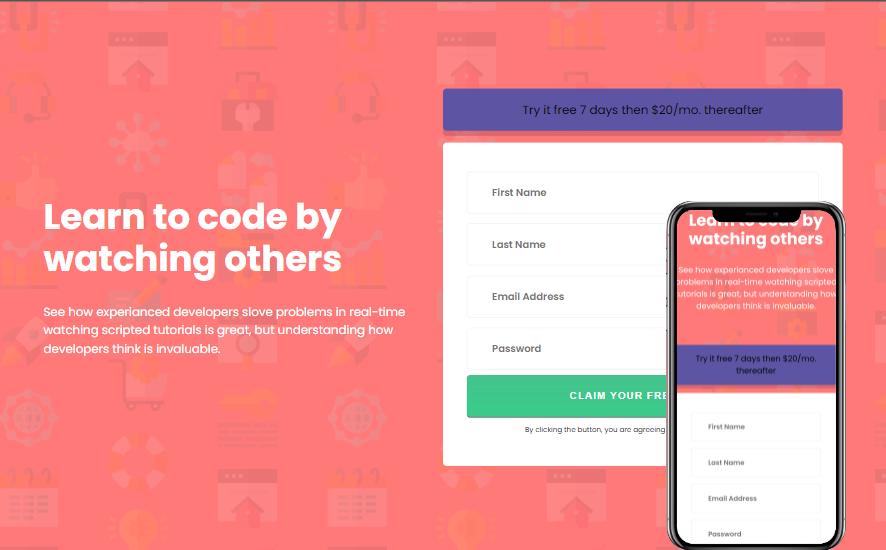 Try it free 7 days then $20/mo. thereafter
Learn to code by
watching others
See how experianced developers slove problems in real-time
watching scripted tutorials is great, but understanding how
developers think is invaluable.
First Name
Last Name
Email Address
Password
CLAIM YOUR FRE
By clicking the button, you are agreeing
Learn to code by
watching others
See how experianced developers slove
problems in real-time watching scripted
tutorials is great, but understanding how
developers think is invaluable.
Try it free 7 days then $20/mo.
thereafter
First Name
Last Name
Email Address
Password